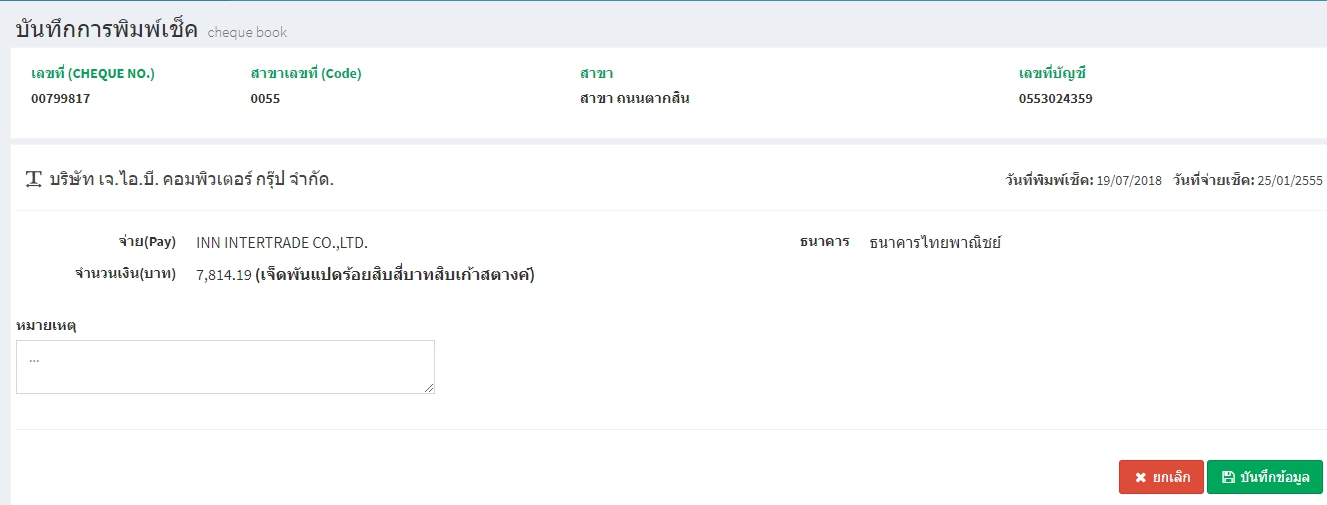 บันทึกการพิมพ์เช็ค cheque book
เลขที่ (CHEQUE NO.) สาขาเลขที่ (Code) สาขา เลขที่บัญชี
00799817 0055 สาขา ถนนตากสิน 0553024359
บริษัท เจ.ไอ.บี. คอมพิวเตอร์ กรุ๊ป จำกัด. วันที่พิมพ์เช็ค: 19/07/2018 วันที่จ่ายเช็ค: 25/01/2555
จ่าย(Pay) INN INTERTRADE CO.,LTD. ธนาคาร ธนาคารไทยพาณิชย์
จำนวนเงิน(บาท) 7,814.19 (เจ็ดพันแปดร้อยสิบสี่บาทสิบเก้าสตางค์)
หมายเหตุ
...
ยกเลิก บันทึกข้อมูล